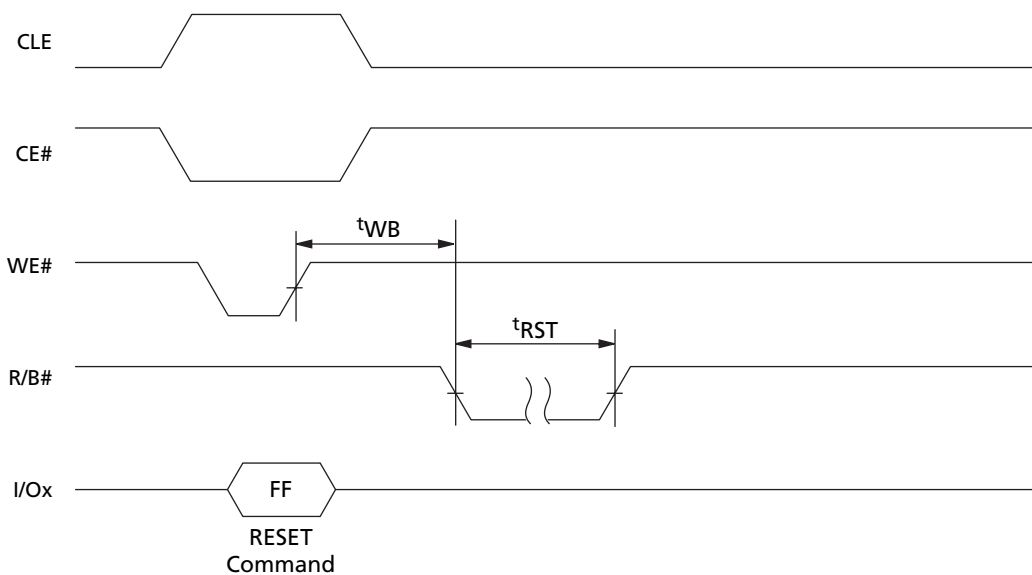 CLE
CE#
tWB
WE#
tRST
R/B#
I/Ox
FF
RESET
Command